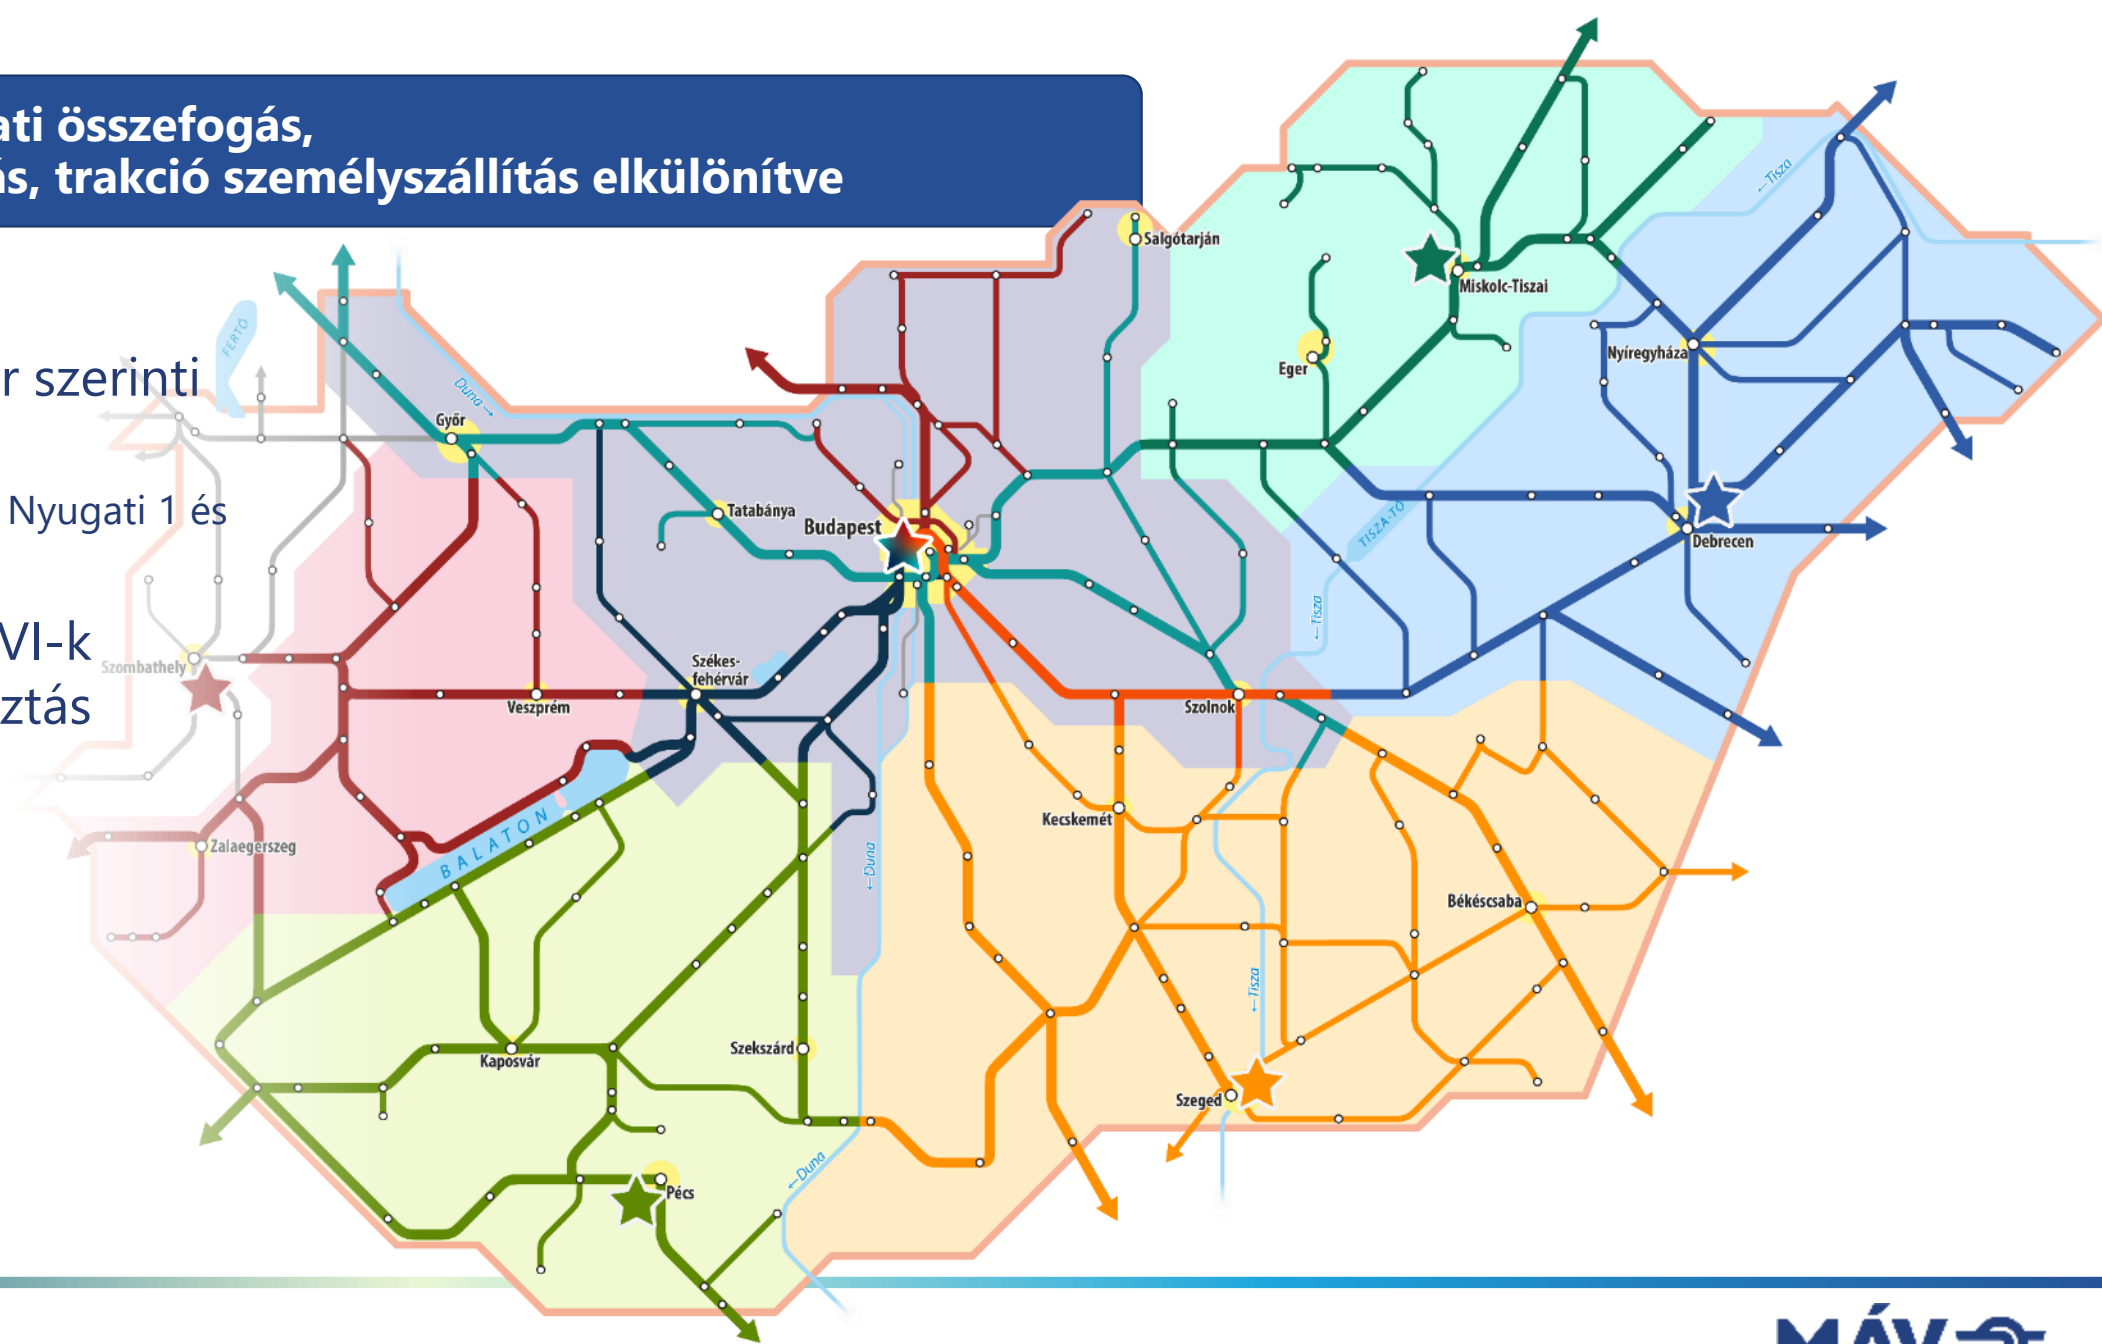 ati összefogás,
ás, trakció személyszállítás elkülönítve
r szerinti
Nyugati 1 és
VI-k
ztás
FERTŐ
Duna→
Győr
Salgótarján
Miskolc-Tiszai
←Tisza
Eger
Nyíregyháza
Tatabánya
Budapest
TISZA-TÓ
Debrecen
←Tisza
Szombathely
Székes-
fehérvár
Veszprém
Szolnok
BALATON
Zalaegerszeg
Kecskemét
←Duna
Békéscsaba
←Tisza
Kaposvár
Szekszárd
Szeged
←Duna
Pécs
MÁV